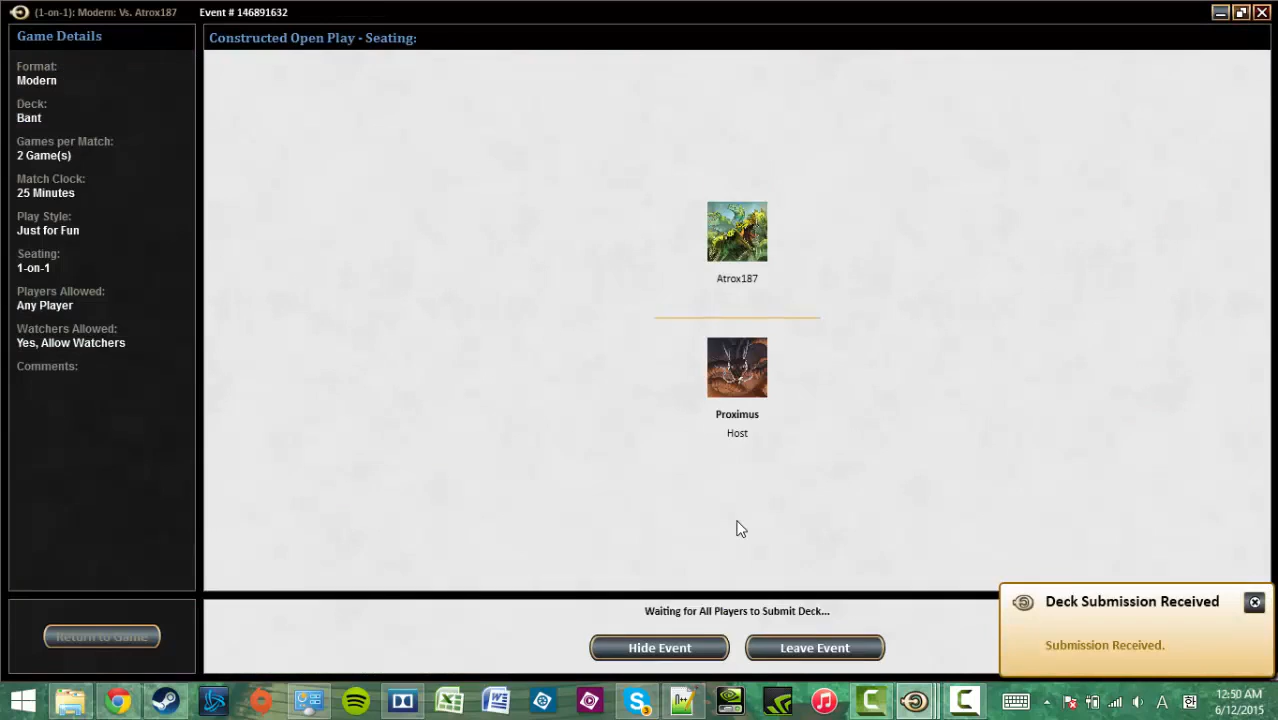 (1-on-1): Modern: Vs. Atrox187 Event # 146891632
Game Details
Format:
Modern
Deck:
Bant
Games per Match:
2 Game(s)
Match Clock:
25 Minutes
Play Style:
Just for Fun
Seating:
1-on-1
Players Allowed:
Any Player
Watchers Allowed:
Yes, Allow Watchers
Comments:
Return to Game
Constructed Open Play - Seating:
Atrox187
Proximus
Host
Waiting for All Players to Submit Deck...
Hide Event Leave Event
Deck Submission Received
Submission Received.
12:50 AM
6/12/2015